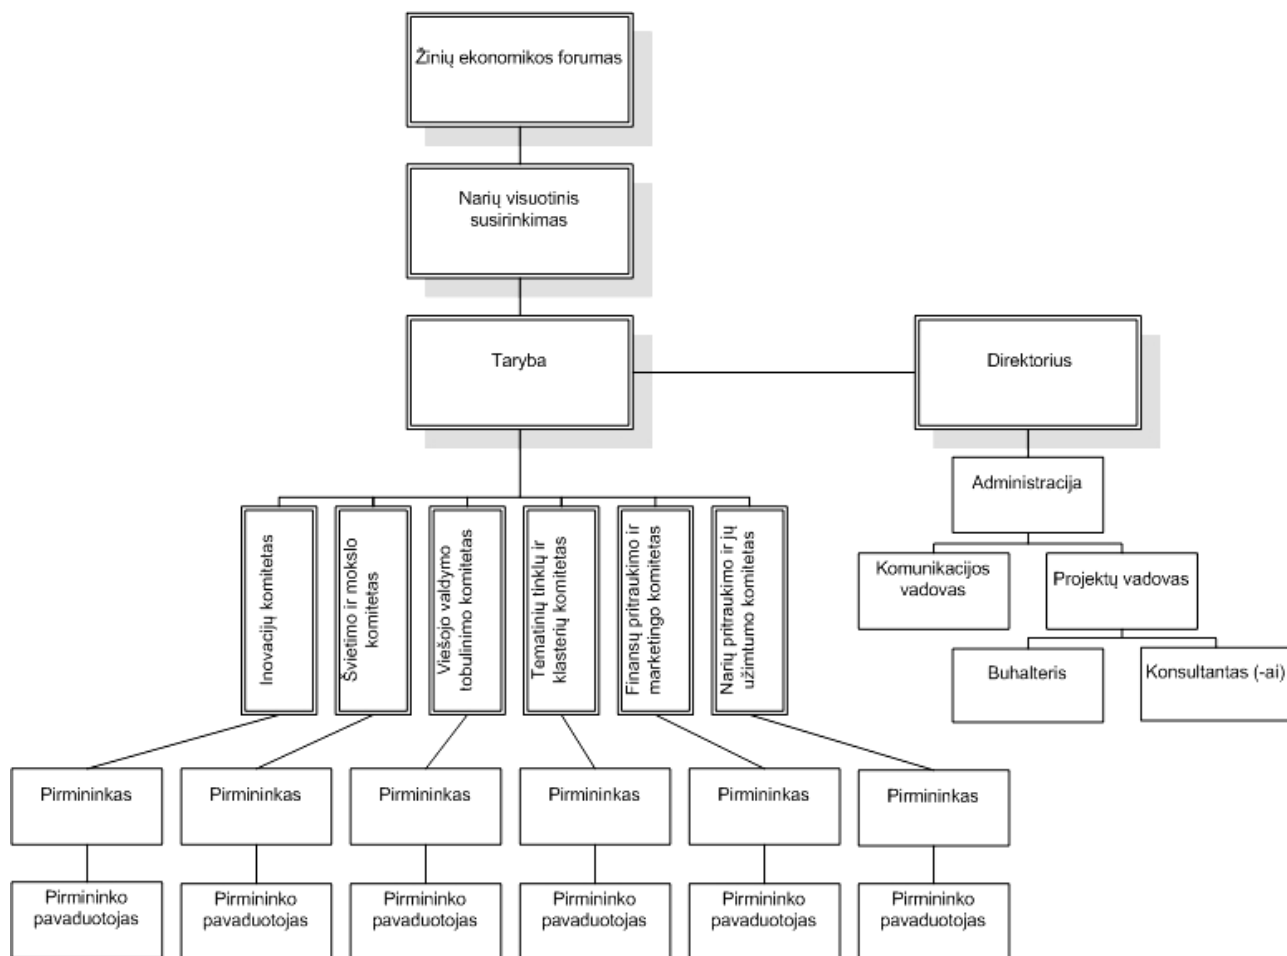 Žinių ekonomikos forumas
Narių visuotinis
susirinkimas
Taryba
Direktorius
Administracija
Komunikacijos
vadovas
Projektų vadovas
Buhalteris
Konsultantas (-ai)
Inovacijų komitetas
Švietimo ir mokslo
komitetas
Viešojo valdymo
tobulinimo komitetas
Tematinių tinklų ir
klasterių komitetas
Finansų pritraukimo ir
marketingo komitetas
Narių pritraukimo ir jų
užimtumo komitetas
Pirmininkas
Pirmininkas
Pirmininkas
Pirmininkas
Pirmininkas
Pirmininkas
Pirmininko
pavaduotojas
Pirmininko
pavaduotojas
Pirmininko
pavaduotojas
Pirmininko
pavaduotojas
Pirmininko
pavaduotojas
Pirmininko
pavaduotojas